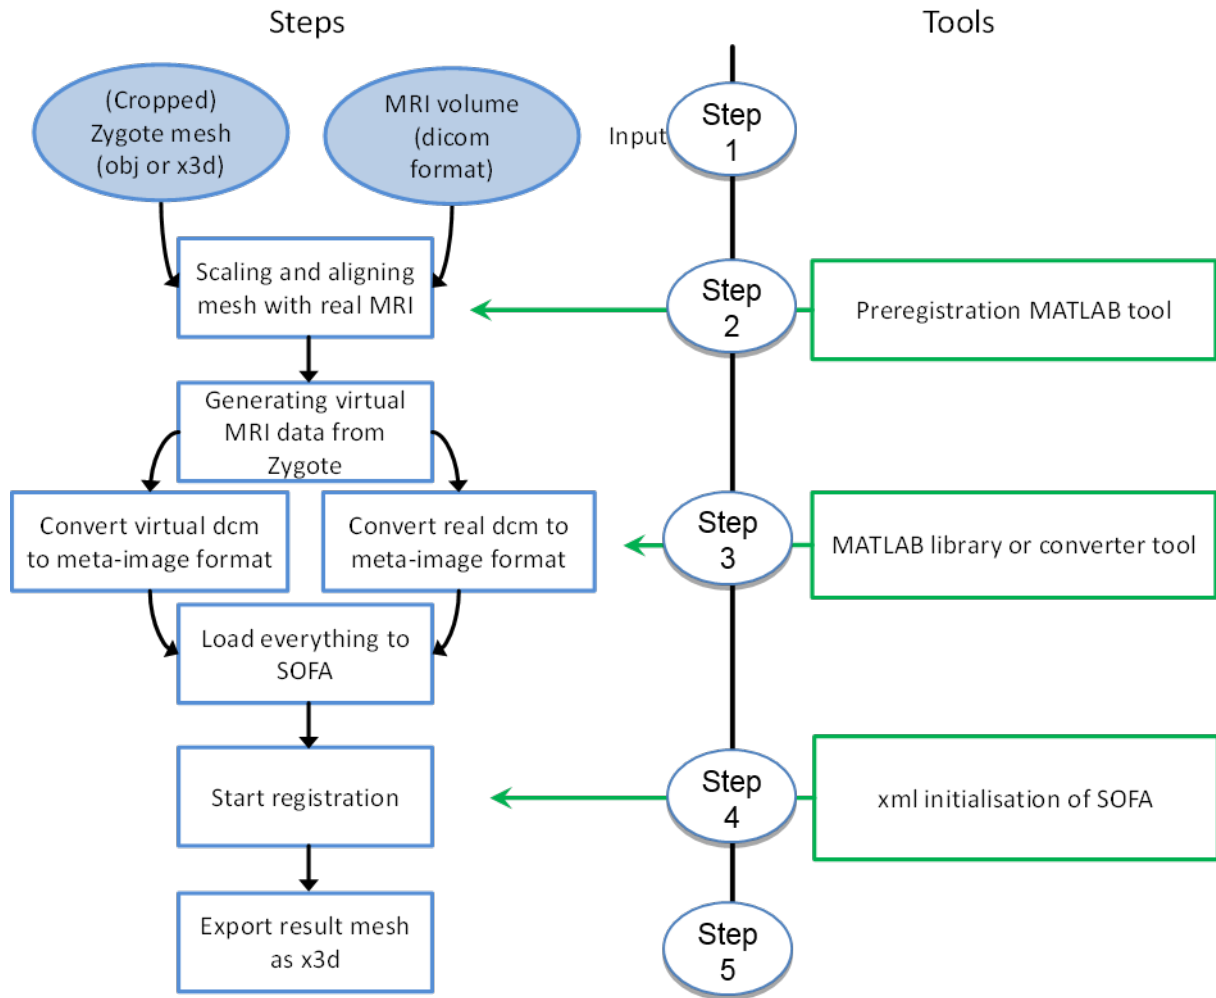 Steps
Tools
(Cropped)
Zygote mesh
(obj or x3d)
MRI volume
(dicom
format)
Input
Step
1
Scaling and aligning
mesh with real MRI
Step
2
Preregistration MATLAB tool
Generating virtual
MRI data from
Zygote
Convert virtual dcm
to meta-image format
Convert real dcm to
meta-image format
Step
3
MATLAB library or converter tool
Load everything to
SOFA
Start registration
Step
4
xml initialisation of SOFA
Export result mesh
as x3d
Step
5